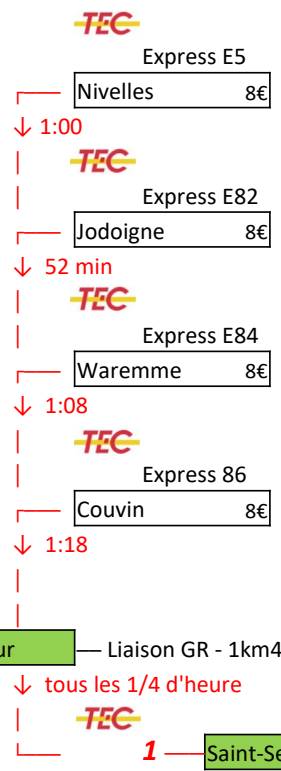 TEC
Express E5
Nivelles 8€
↓ 1:00
TEC
Express E82
Jodoigne 8€
↓ 52 min
TEC
Express E84
Waremme 8€
↓ 1:08
TEC
Express 86
Couvin 8€
↓ 1:18
ur — Liaison GR - 1km4
↓ tous les 1/4 d'heure
TEC
1 — Saint-Se